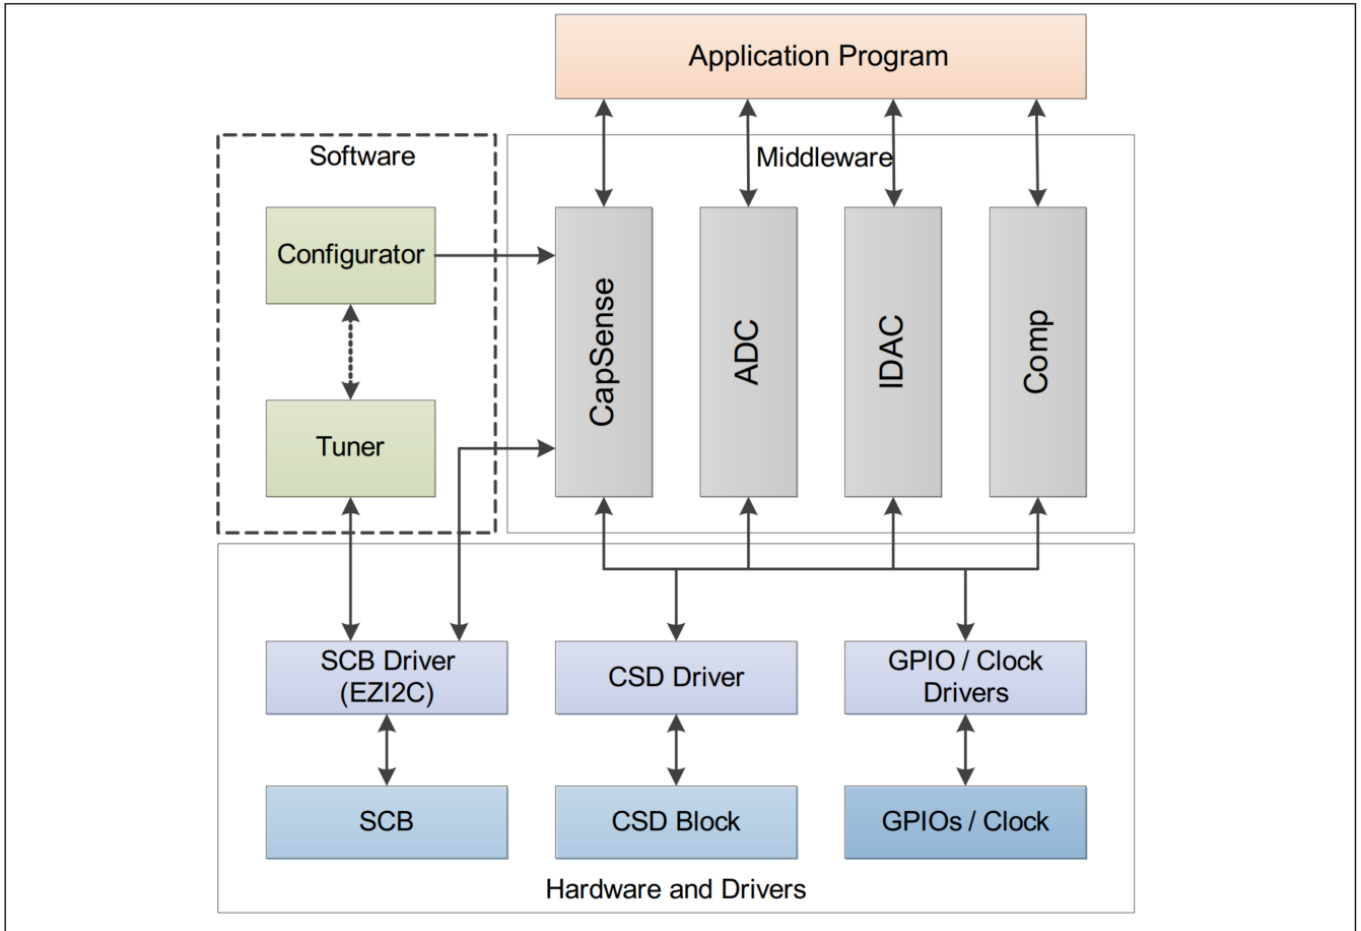 Application Program
Software
Middleware
Configurator
Tuner
CapSense
ADC
IDAC
Comp
SCB Driver
(EZI2C)
CSD Driver
GPIO / Clock
Drivers
SCB
CSD Block
GPIOs / Clock
Hardware and Drivers